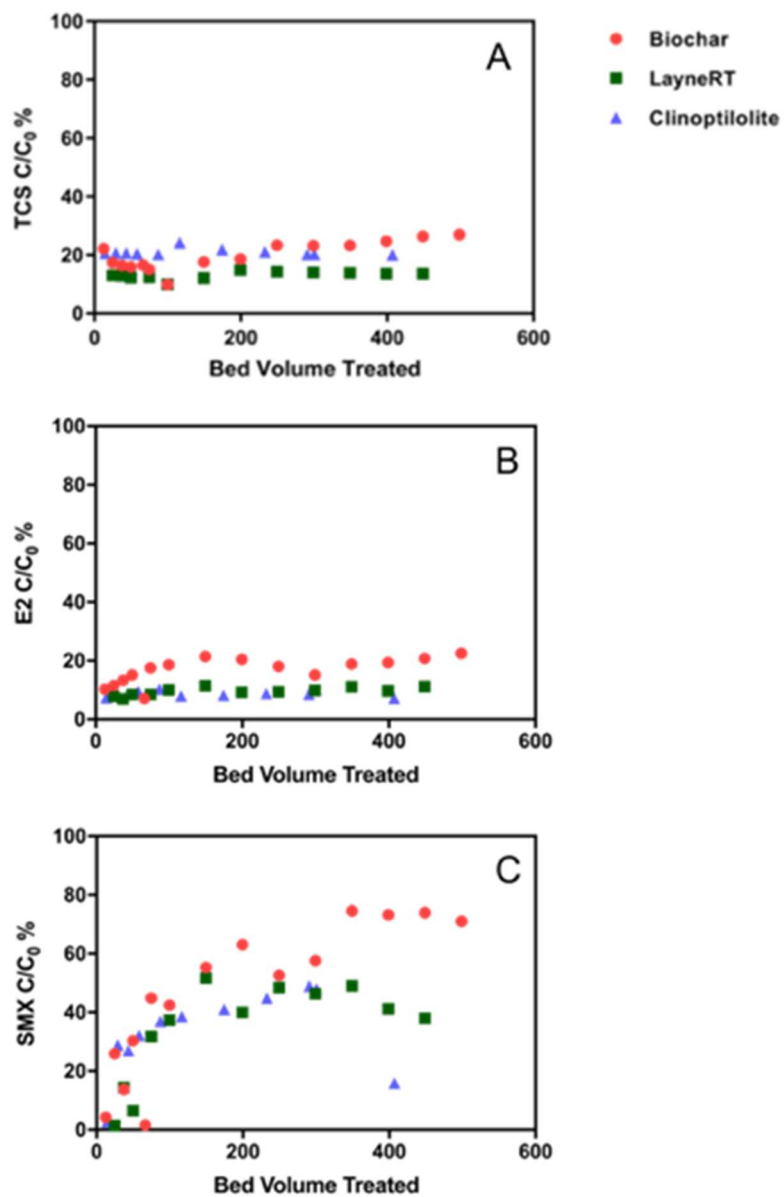 A
Biochar
LayneRT
Clinoptilolite
TCS C/C₀ %
100
80
60
40
20
0
0 200 400 600
Bed Volume Treated
B
E2 C/C₀ %
100
80
60
40
20
0
0 200 400 600
Bed Volume Treated
C
SMX C/C₀ %
100
80
60
40
20
0
0 200 400 600
Bed Volume Treated